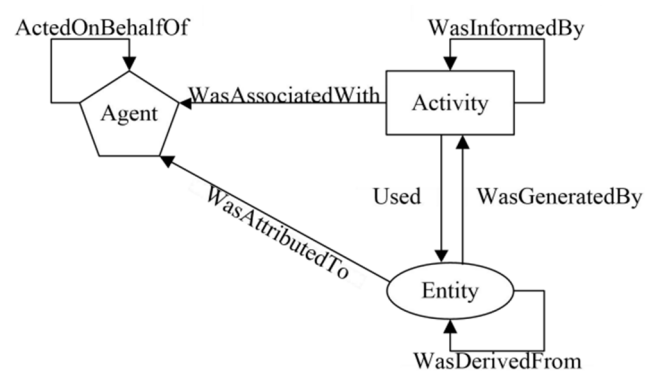 ActedOnBehalfOf
WasInformedBy
WasAssociatedWith
Agent
Activity
Used
WasGeneratedBy
WasAttributedTo
Entity
WasDerivedFrom